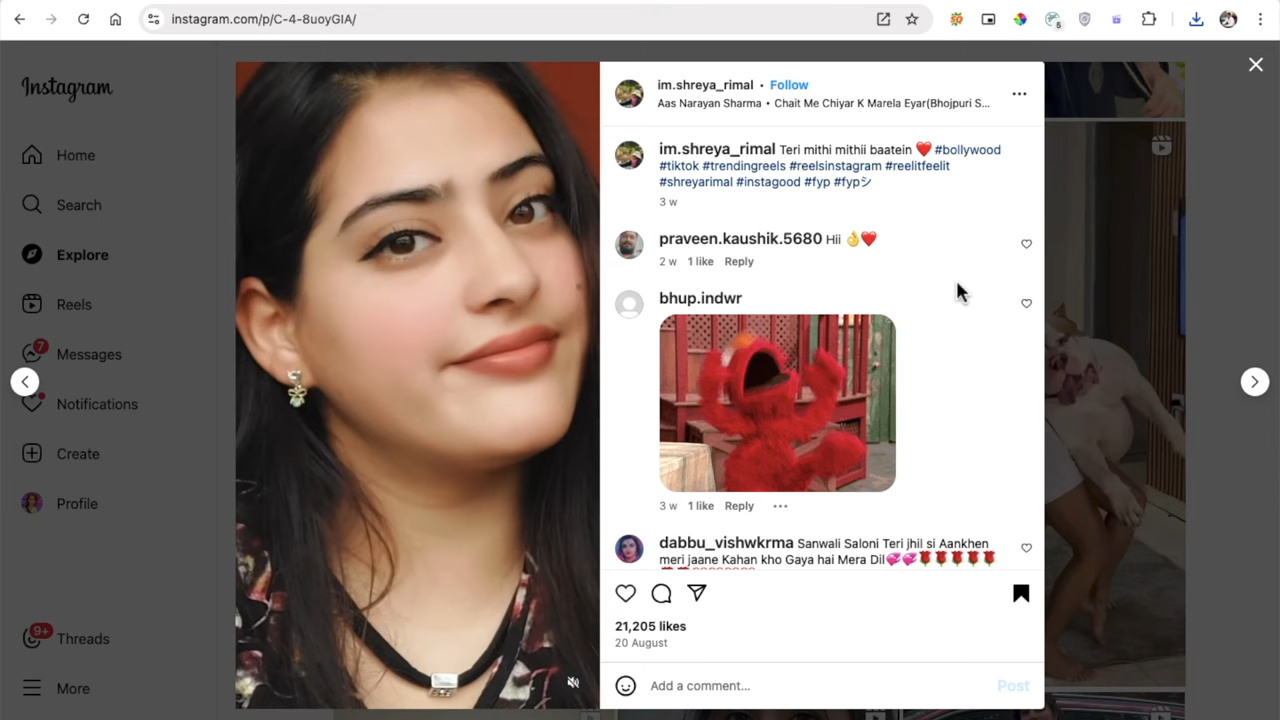 instagram.com/p/C-4-8uoyGIA/
5
Instagram
Home
Search
Explore
Reels
7
Messages
Notifications
Create
Profile
9+
Threads
More
im.shreya_rimal • Follow
Aas Narayan Sharma • Chait Me Chiyar K Marela Eyar(Bhojpuri S...
im.shreya_rimal Teri mithi mithii baatein ❤️ #bollywood
#tiktok #trendingreels #reelsinstagram #reelitfeelit
#shreyarimal #instagood #fyp #fypシ
3 w
praveen.kaushik.5680 Hii 👌❤️
2 w 1 like Reply
bhup.indwr
3 w 1 like Reply
dabbu_vishwkrma Sanwali Saloni Teri jhil si Aankhen
meri jaane Kahan kho Gaya hai Mera Dil💞💞🌹🌹🌹🌹🌹
21,205 likes
20 August
Add a comment...
Post